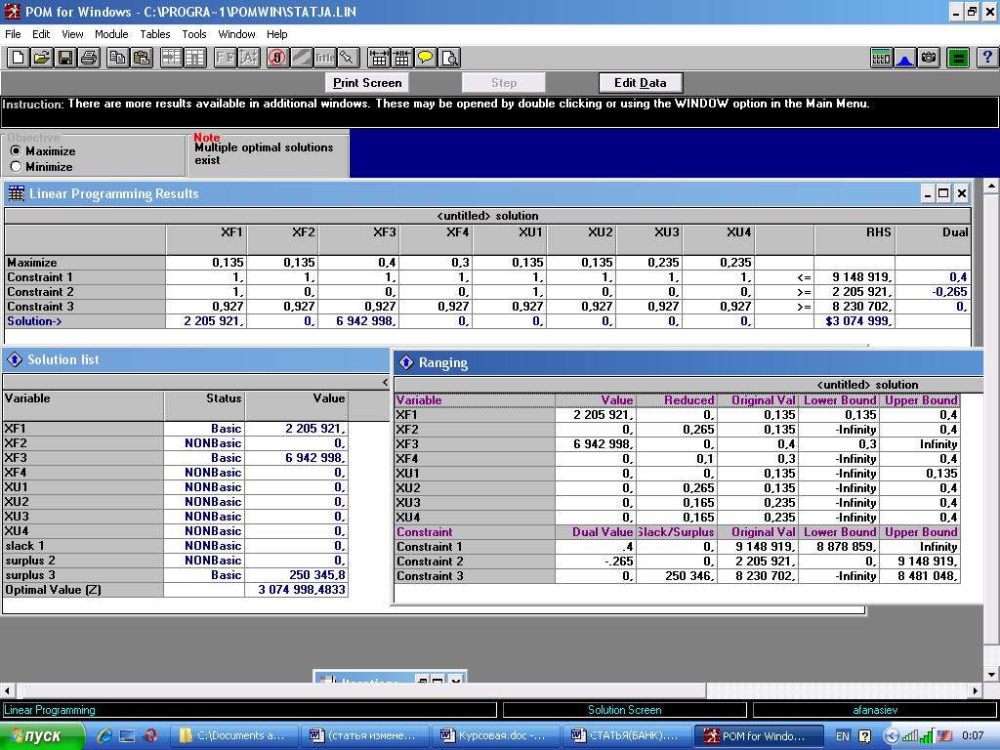 POM for Windows - C:\PROGRA~1\POMWIN\STATJA.LIN
File Edit View Module Tables Tools Window Help
Print Screen Step Edit Data
Instruction: There are more results available in additional windows. These may be opened by double clicking or using the WINDOW option in the Main Menu.
Objective
Maximize
Minimize
Note
Multiple optimal solutions
exist
Linear Programming Results
<untitled> solution
XF1 XF2 XF3 XF4 XU1 XU2 XU3 XU4 RHS Dual
Maximize 0,135 0,135 0,4 0,3 0,135 0,135 0,235 0,235
Constraint 1 1, 1, 1, 1, 1, 1, 1, 1, <= 9 148 919, 0,4
Constraint 2 1, 0, 0, 0, 1, 0, 0, 0, >= 2 205 921, -0,265
Constraint 3 0,927 0,927 0,927 0,927 0,927 0,927 0,927 0,927 >= 8 230 702, 0,
Solution-> 2 205 921, 0, 6 942 998, 0, 0, 0, 0, 0, $3 074 999,
Solution list
<
Variable Status Value
XF1 Basic 2 205 921,
XF2 NONBasic 0,
XF3 Basic 6 942 998,
XF4 NONBasic 0,
XU1 NONBasic 0,
XU2 NONBasic 0,
XU3 NONBasic 0,
XU4 NONBasic 0,
slack 1 NONBasic 0,
surplus 2 NONBasic 0,
surplus 3 Basic 250 345,8
Optimal Value (Z) 3 074 998,4833
Ranging
<untitled> solution
Variable Value Reduced Original Val Lower Bound Upper Bound
XF1 2 205 921, 0, 0,135 0,135 0,4
XF2 0, 0,265 0,135 -Infinity 0,4
XF3 6 942 998, 0, 0,4 0,3 Infinity
XF4 0, 0,1 0,3 -Infinity 0,4
XU1 0, 0, 0,135 -Infinity 0,135
XU2 0, 0,265 0,135 -Infinity 0,4
XU3 0, 0,165 0,235 -Infinity 0,4
XU4 0, 0,165 0,235 -Infinity 0,4
Constraint Dual Value Slack/Surplus Original Val Lower Bound Upper Bound
Constraint 1 .4 0, 9 148 919, 8 878 859, Infinity
Constraint 2 -.265 0, 2 205 921, 0, 9 148 919,
Constraint 3 0, 250 346, 8 230 702, -Infinity 8 481 048,
Linear Programming Solution Screen afanasiev
пуск C:\Documents a... (статья измене... Курсовая.doc -... СТАТЬЯ(БАНК).... POM for Windo... EN 0:07